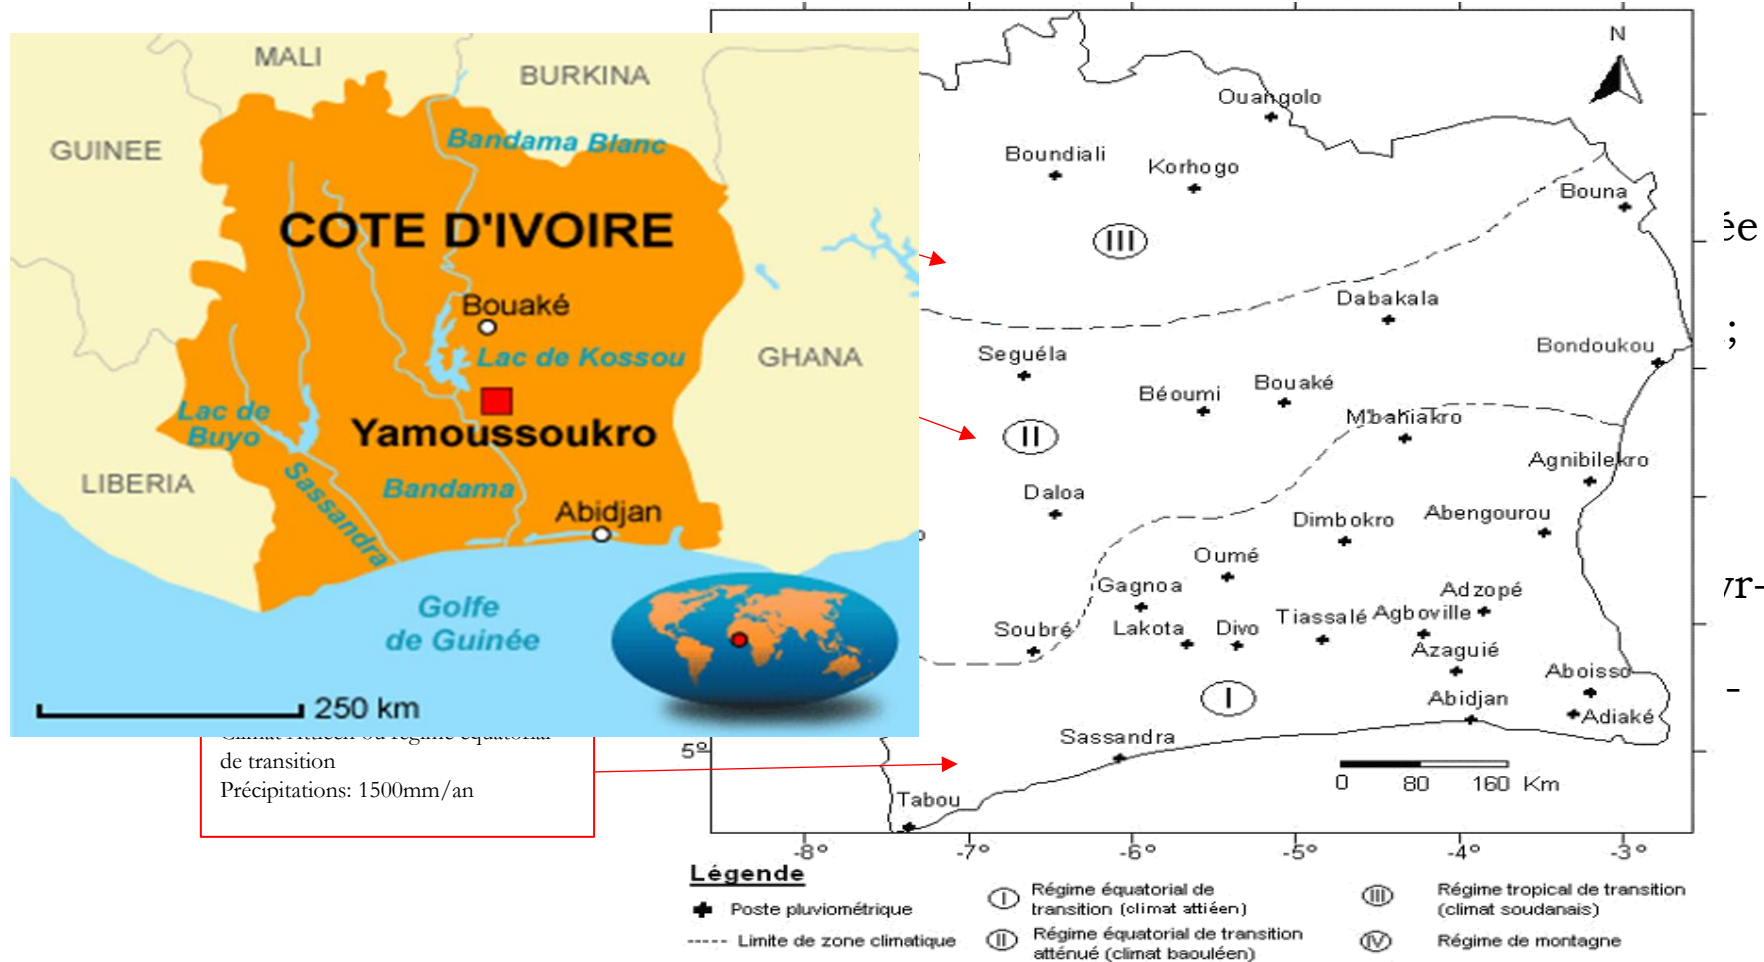 MALI
BURKINA
GUINEE
Bandama Blanc
COTE D'IVOIRE
Bouaké
Lac de Kossou
GHANA
Lac de
Buyo
Yamoussoukro
LIBERIA
Sassandra
Bandama
Abidjan
Golfe
de Guinée
250 km
de transition
Précipitations: 1500mm/an
N
Ouangolo
Boundiali
Korhogo
Bouna
III
Dabakala
Seguéla
Bondoukou
Béoumi
Bouaké
M'bahiakro
II
Agnibilekro
Daloa
Dimbokro
Abengourou
Oumé
Gagnoa
Adzopé
Soubré
Lakota
Divo
Tiassalé
Agboville
Azaguié
Aboisso
I
Abidjan
Adiaké
Sassandra
5°
0 80 160 Km
Tabou
-8° -7° -6° -5° -4° -3°
Légende
Poste pluviométrique
Limite de zone climatique
I
Régime équatorial de
transition (climat attiéen)
II
Régime équatorial de transition
atténué (climat baouléen)
III
Régime tropical de transition
(climat soudanais)
IV
Régime de montagne
ée
;
yr-
-